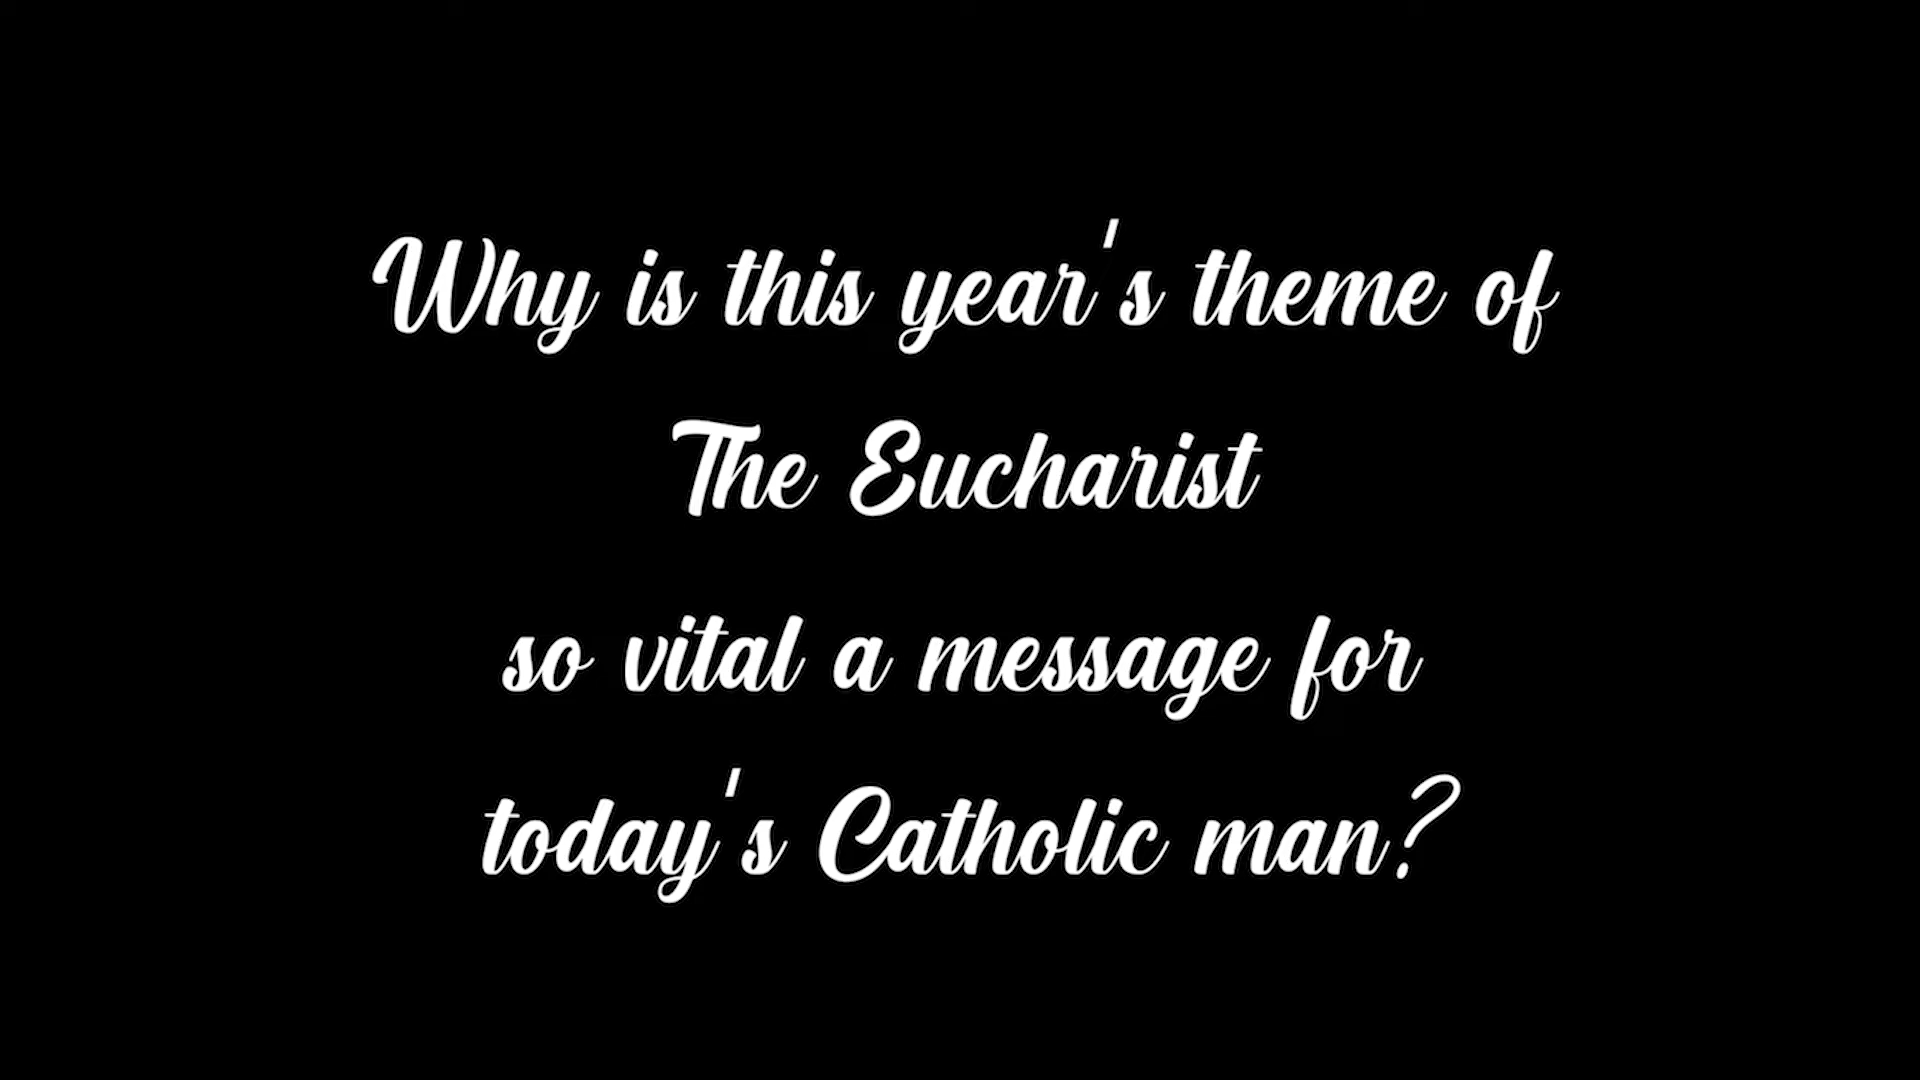 Why is this year's theme of
The Eucharist
so vital a message for
today's Catholic man?